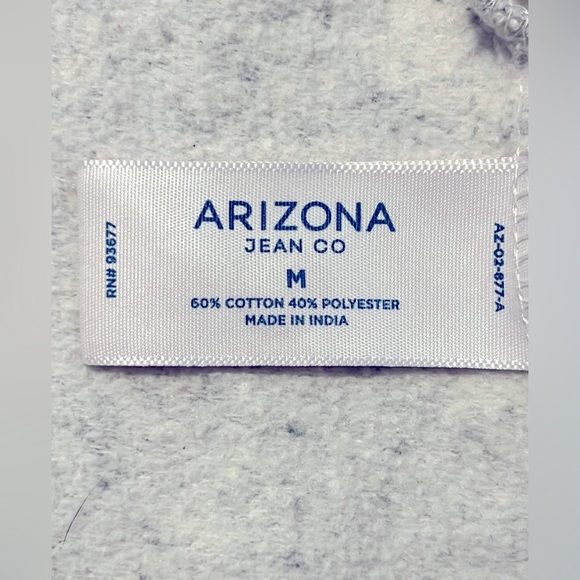 RN# 93677
ARIZONA
JEAN CO
M
60% COTTON 40% POLYESTER
MADE IN INDIA
AZ-02-877-A